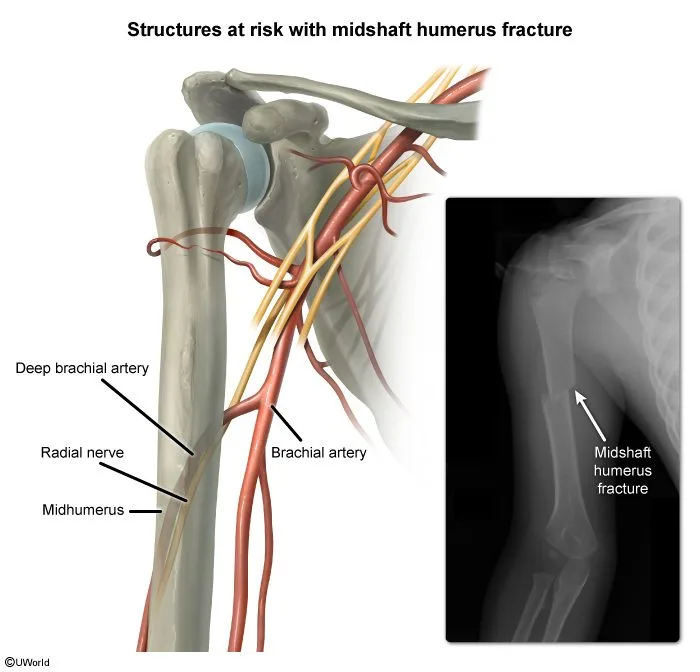 Structures at risk with midshaft humerus fracture
Deep brachial artery
Radial nerve
Midhumerus
Brachial artery
Midshaft
humerus
fracture
©UWorld